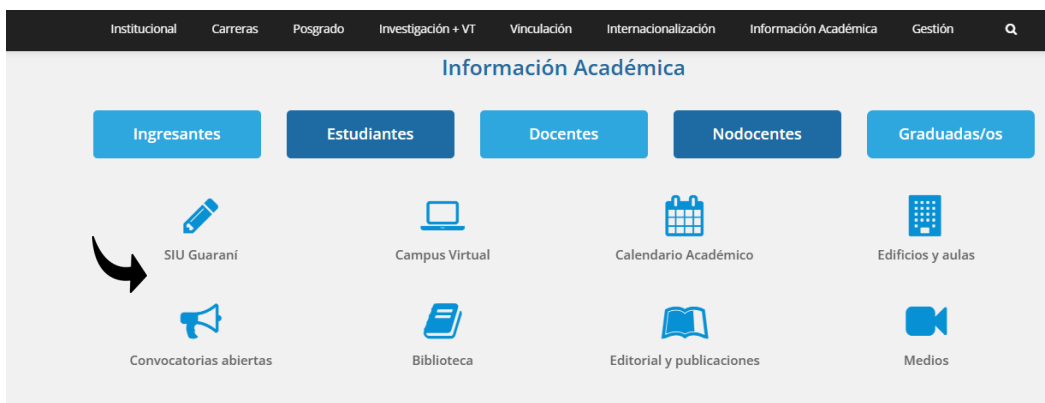 Institucional Carreras Posgrado Investigación + VT Vinculación Internacionalización Información Académica Gestión
Información Académica
Ingresantes Estudiantes Docentes Nodocentes Graduadas/os
SIU Guaraní Campus Virtual Calendario Académico Edificios y aulas
Convocatorias abiertas Biblioteca Editorial y publicaciones Medios